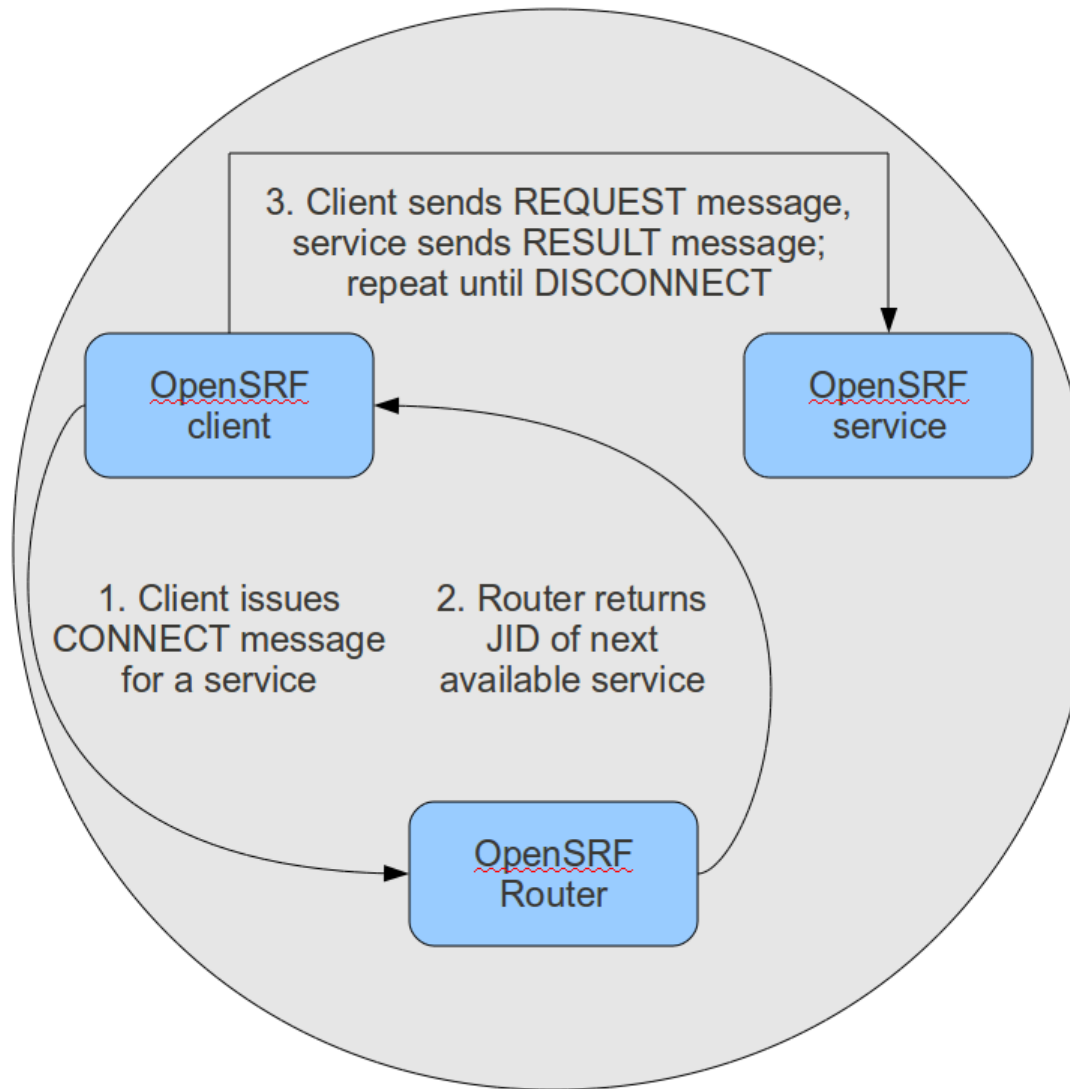 3. Client sends REQUEST message,
service sends RESULT message;
repeat until DISCONNECT
OpenSRF
client
OpenSRF
service
1. Client issues
CONNECT message
for a service
2. Router returns
JID of next
available service
OpenSRF
Router